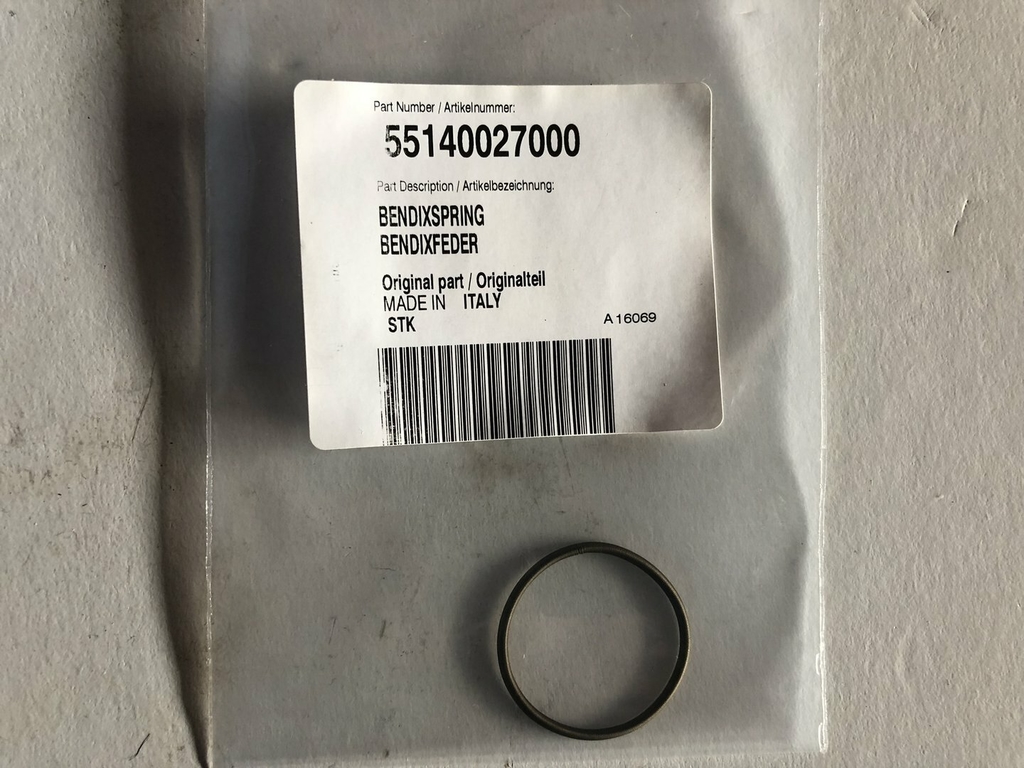 Part Number / Artikelnummer:
55140027000
Part Description / Artikelbezeichnung:
BENDIXSPRING
BENDIXFEDER
Original part / Originalteil
MADE IN ITALY
STK A 16069